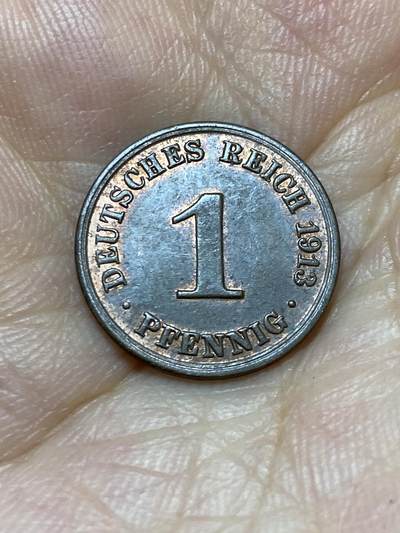 DEUTSCHES REICH 1913
1
· PFENNIG ·